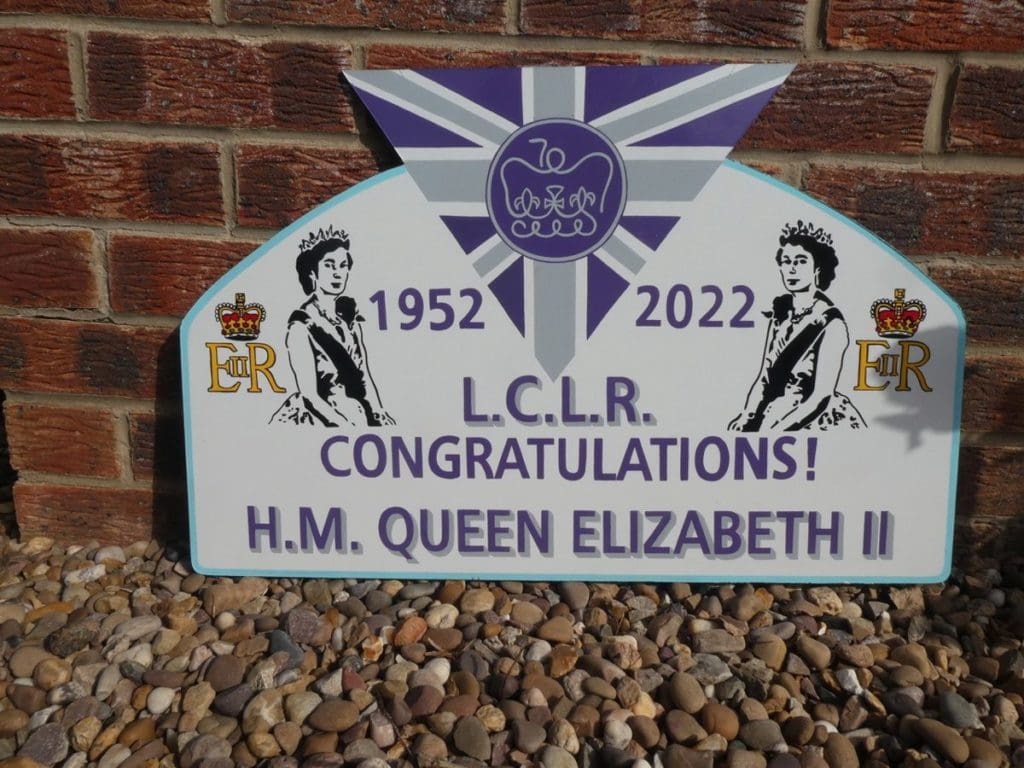 70
1952 2022
EIIR EIIR
L.C.L.R.
CONGRATULATIONS!
H.M. QUEEN ELIZABETH II